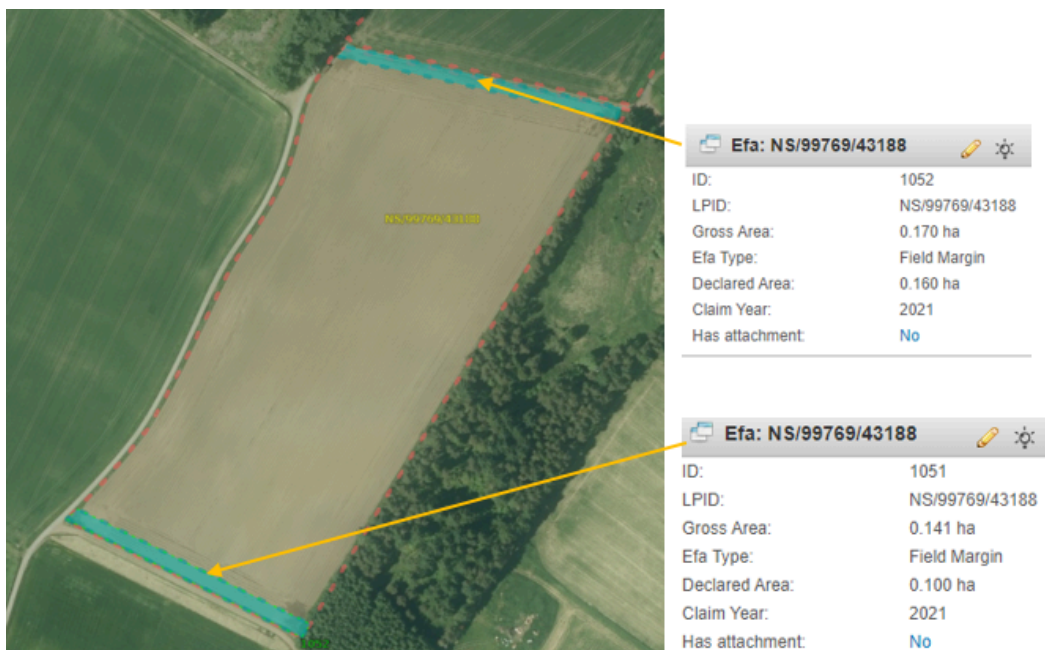 Efa: NS/99769/43188
ID: 1052
LPID: NS/99769/43188
Gross Area: 0.170 ha
Efa Type: Field Margin
Declared Area: 0.160 ha
Claim Year: 2021
Has attachment: No
NS/99769/43188
Efa: NS/99769/43188
ID: 1051
LPID: NS/99769/43188
Gross Area: 0.141 ha
Efa Type: Field Margin
Declared Area: 0.100 ha
Claim Year: 2021
Has attachment: No